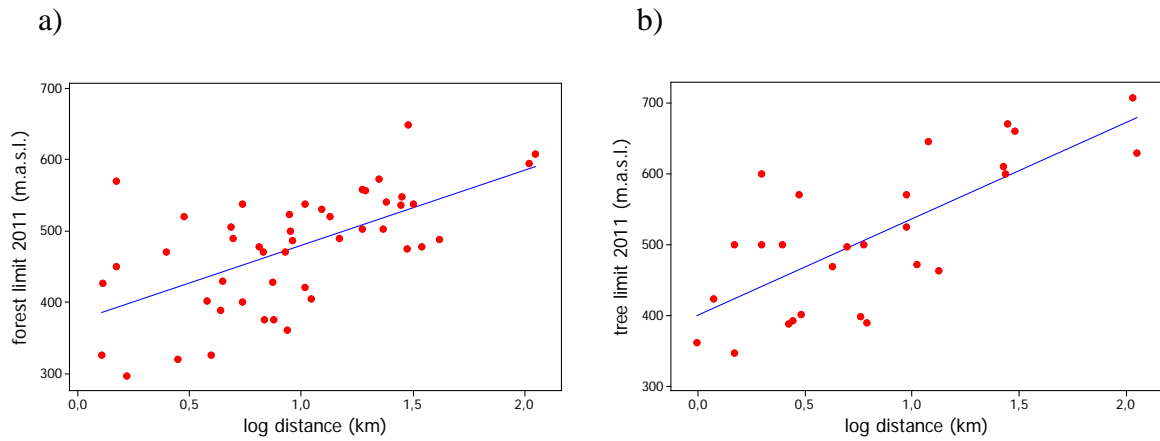 a)
700
600
500
400
300
forest limit 2011 (m.a.s.l.)
0,0 0,5 1,0 1,5 2,0
log distance (km)
b)
700
600
500
400
300
tree limit 2011 (m.a.s.l.)
0,0 0,5 1,0 1,5 2,0
log distance (km)